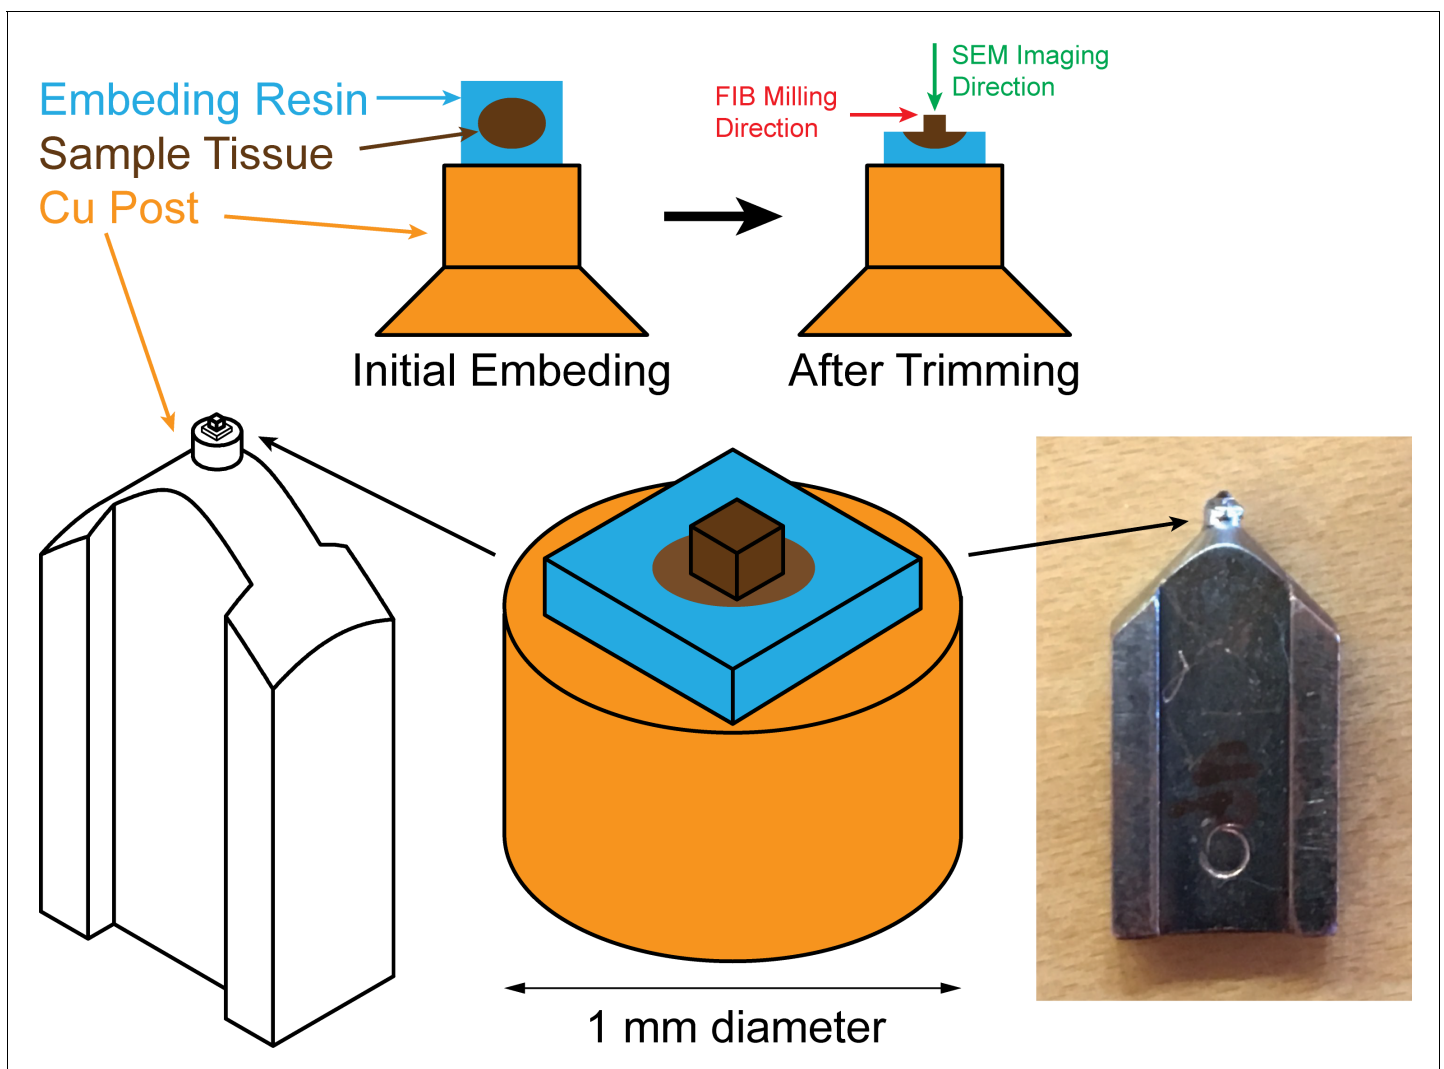 Embeding Resin
Sample Tissue
Cu Post
FIB Milling
Direction
SEM Imaging
Direction
Initial Embeding
After Trimming
1 mm diameter